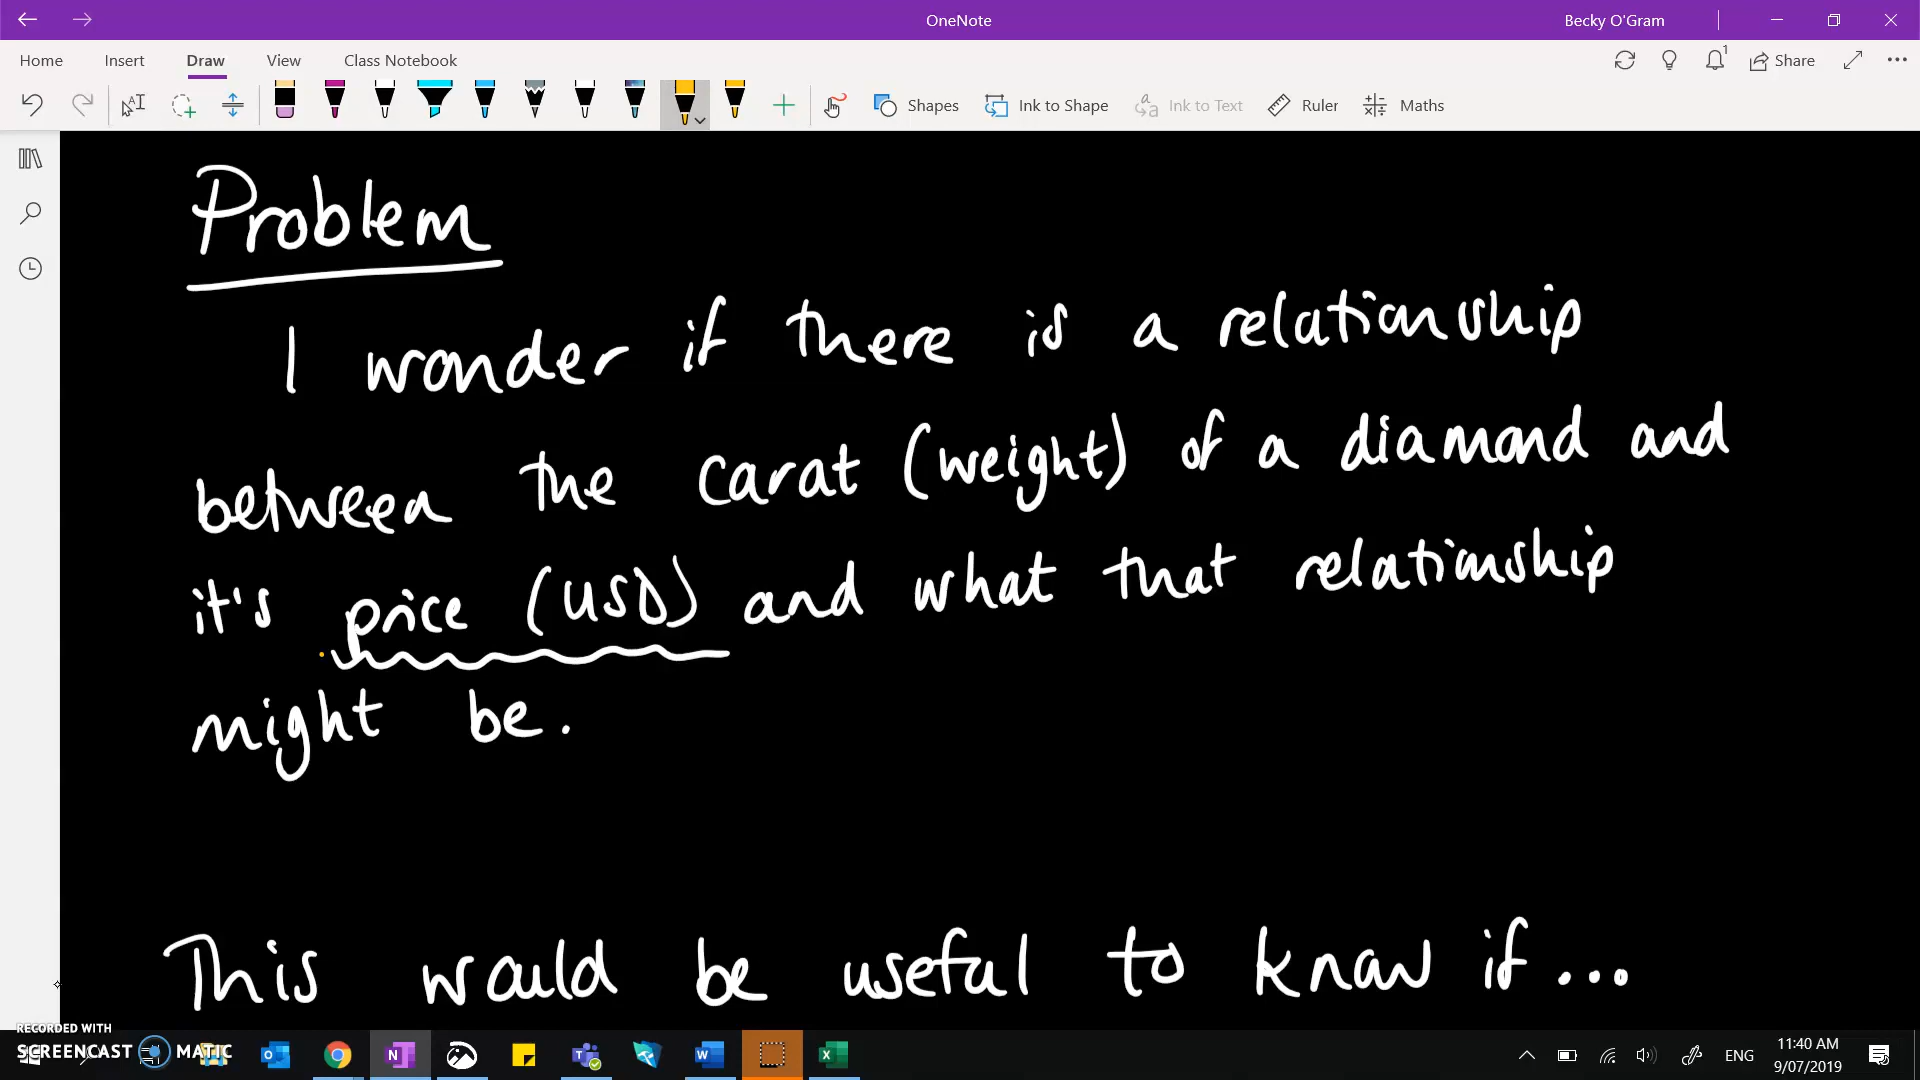 OneNote
Becky O'Gram
Home Insert Draw View Class Notebook
1
Share
Shapes Ink to Shape Ink to Text Ruler Maths
Problem
I wonder if there is a relationship
between the carat (weight) of a diamond and
it's price (USD) and what that relationship
might be.
This would be useful to know if...
RECORDED WITH
SCREENCAST MATIC
ENG
11:40 AM
9/07/2019